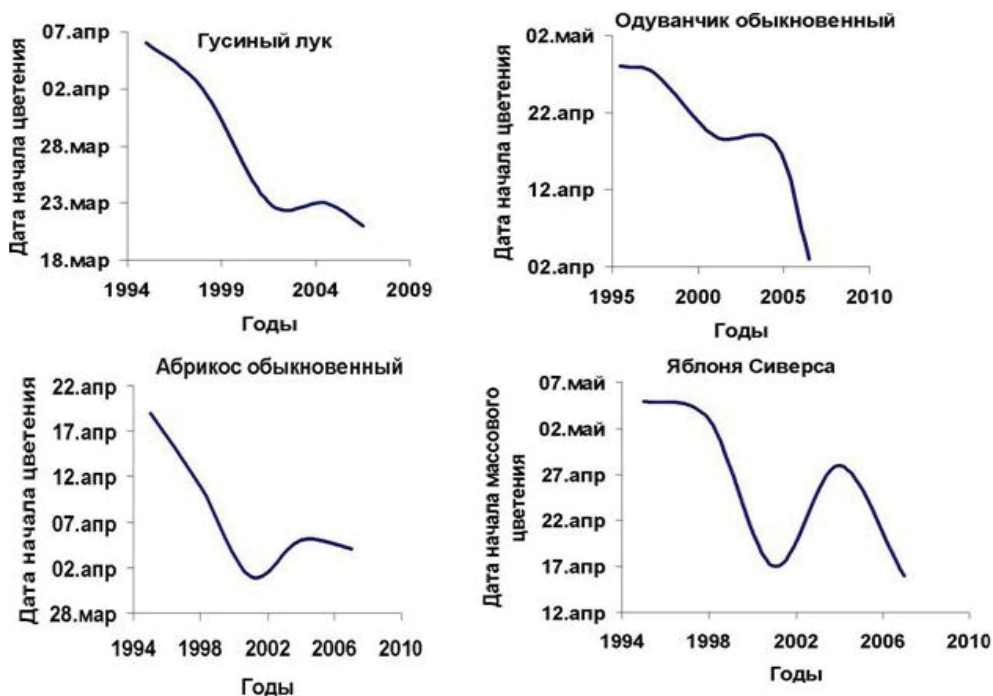 Гусиный лук
Дата начала цветения
07.апр
02.апр
28.мар
23.мар
18.мар
1994 1999 2004 2009
Годы
Одуванчик обыкновенный
Дата начала цветения
02.май
22.апр
12.апр
02.апр
1995 2000 2005 2010
Годы
Абрикос обыкновенный
Дата начала цветения
22.апр
17.апр
12.апр
07.апр
02.апр
28.мар
1994 1998 2002 2006 2010
Годы
Яблоня Сиверса
Дата начала массового
цветения
07.май
02.май
27.апр
22.апр
17.апр
12.апр
1994 1998 2002 2006 2010
Годы